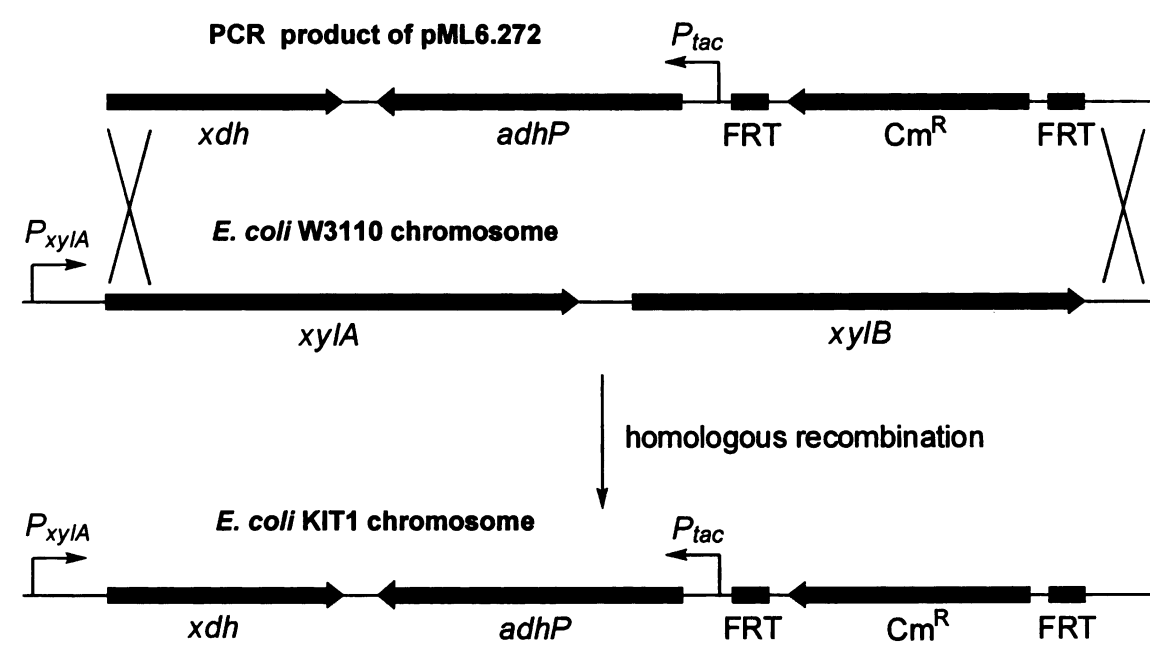 PCR product of pML6.272
Ptac
xdh adhP FRT CmR FRT
PxylA
E. coli W3110 chromosome
xylA xylB
homologous recombination
PxylA
E. coli KIT1 chromosome
Ptac
xdh adhP FRT CmR FRT